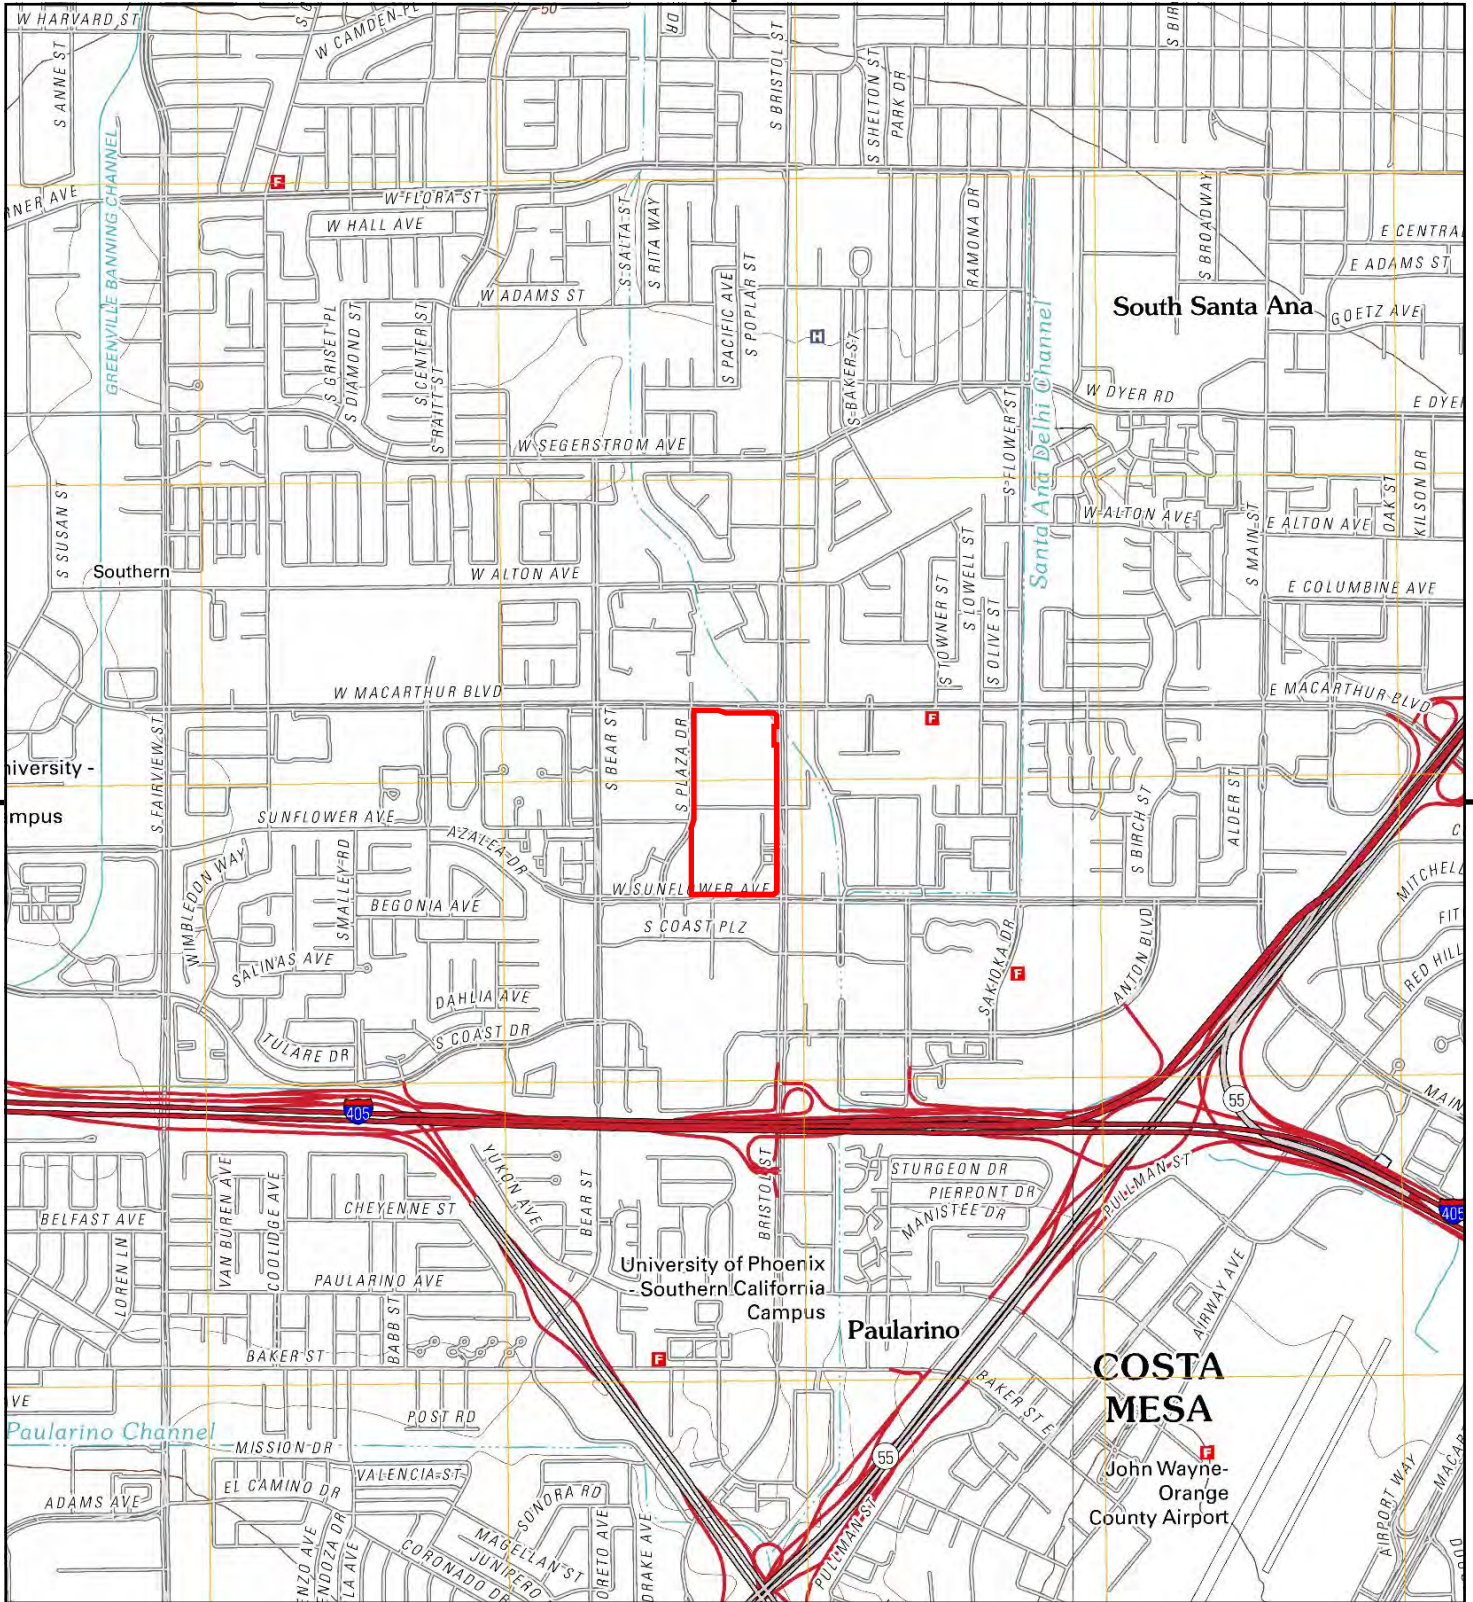 W HARVARD ST
W CAMDEN PL
50
S ANNE ST
S BRISTOL ST
S SHELTON ST
PARK DR
GREENVILLE BANNING CHANNEL
F
W FLORA ST
W HALL AVE
S SALTA ST
S RITA WAY
RAMONA DR
S BROADWAY
E ADAMS ST
W ADAMS ST
S PACIFIC AVE
S POPLAR ST
South Santa Ana
GOETZ AVE
S GRISET PL
S DIAMOND ST
S CENTER ST
S RAITT ST
H
S BAKER ST
Santa Ana Delhi Channel
W DYER RD
W SEGERSTROM AVE
S FLOWER ST
S SUSAN ST
W ALTON AVE
S MAIN ST
E ALTON AVE
OAK ST
KILSON DR
Southern
W ALTON AVE
S TOWNER ST
S LOWELL ST
S OLIVE ST
E COLUMBINE AVE
W MACARTHUR BLVD
E MACARTHUR BLVD
S BEAR ST
S PLAZA DR
F
niversity -
mpus
S FAIRVIEW ST
SUNFLOWER AVE
AZALEA DR
S BIRCH ST
ALDER ST
WIMBLEDON WAY
SMALLEY RD
BEGONIA AVE
W SUNFLOWER AVE
MITCHELL
S COAST PLZ
SALINAS AVE
SAKIOKA DR
F
ANTON BLVD
RED HILL
DAHLIA AVE
S COAST DR
TULARE DR
405
55
MAIN
YUKON AVE
BEAR ST
BRISTOL ST
STURGEON DR
PULLMAN ST
PIERPONT DR
MANISTEE DR
VAN BUREN AVE
COOLIDGE AVE
CHEYENNE ST
BELFAST AVE
405
LOREN LN
PAULARINO AVE
University of Phoenix
- Southern California
Campus
AIRWAY AVE
BABB ST
Paularino
BAKER ST
F
COSTA
MESA
BAKER ST E
VE
POST RD
Paularino Channel
MISSION DR
55
F
John Wayne-
Orange
County Airport
VALENCIA ST
EL CAMINO DR
ADAMS AVE
SONORA RD
MAGELLAN ST
JUNIPERO
CORONADO DR
DRAKE AVE
PULLMAN ST
AIRPORT WAY